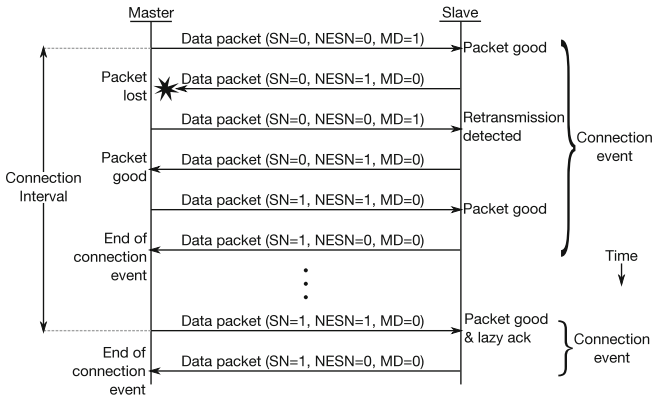 Master
Slave
Data packet (SN=0, NESN=0, MD=1)
Packet good
Packet
lost
Data packet (SN=0, NESN=1, MD=0)
Data packet (SN=0, NESN=0, MD=1)
Retransmission
detected
Connection
event
Packet
good
Data packet (SN=0, NESN=1, MD=0)
Connection
Interval
Data packet (SN=1, NESN=1, MD=0)
Packet good
End of
connection
event
Data packet (SN=1, NESN=0, MD=0)
Time
Data packet (SN=1, NESN=1, MD=0)
Packet good
& lazy ack
Connection
event
End of
connection
event
Data packet (SN=1, NESN=0, MD=0)